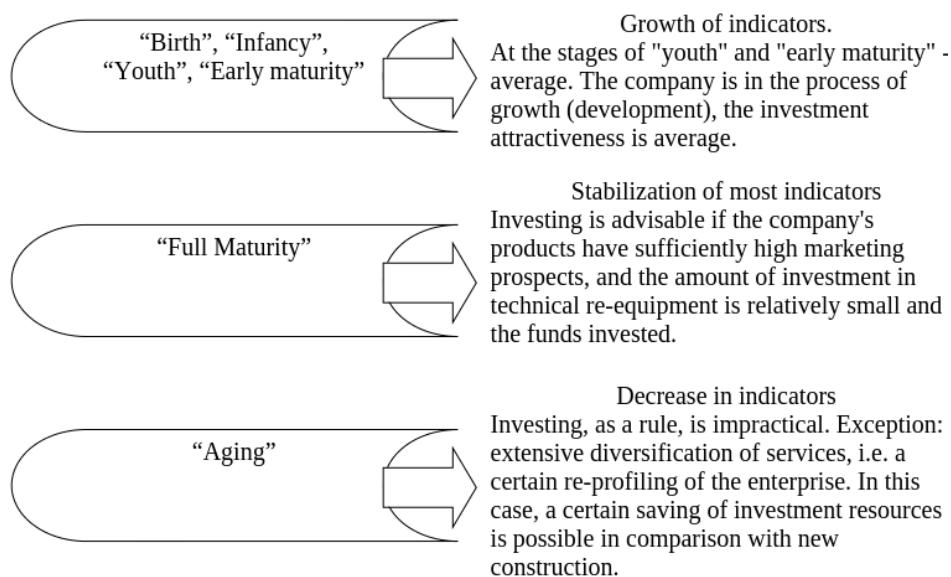 “Birth”, “Infancy”,
“Youth”, “Early maturity”
Growth of indicators.
At the stages of "youth" and "early maturity" -
average. The company is in the process of
growth (development), the investment
attractiveness is average.
“Full Maturity”
Stabilization of most indicators
Investing is advisable if the company's
products have sufficiently high marketing
prospects, and the amount of investment in
technical re-equipment is relatively small and
the funds invested.
“Aging”
Decrease in indicators
Investing, as a rule, is impractical. Exception:
extensive diversification of services, i.e. a
certain re-profiling of the enterprise. In this
case, a certain saving of investment resources
is possible in comparison with new
construction.